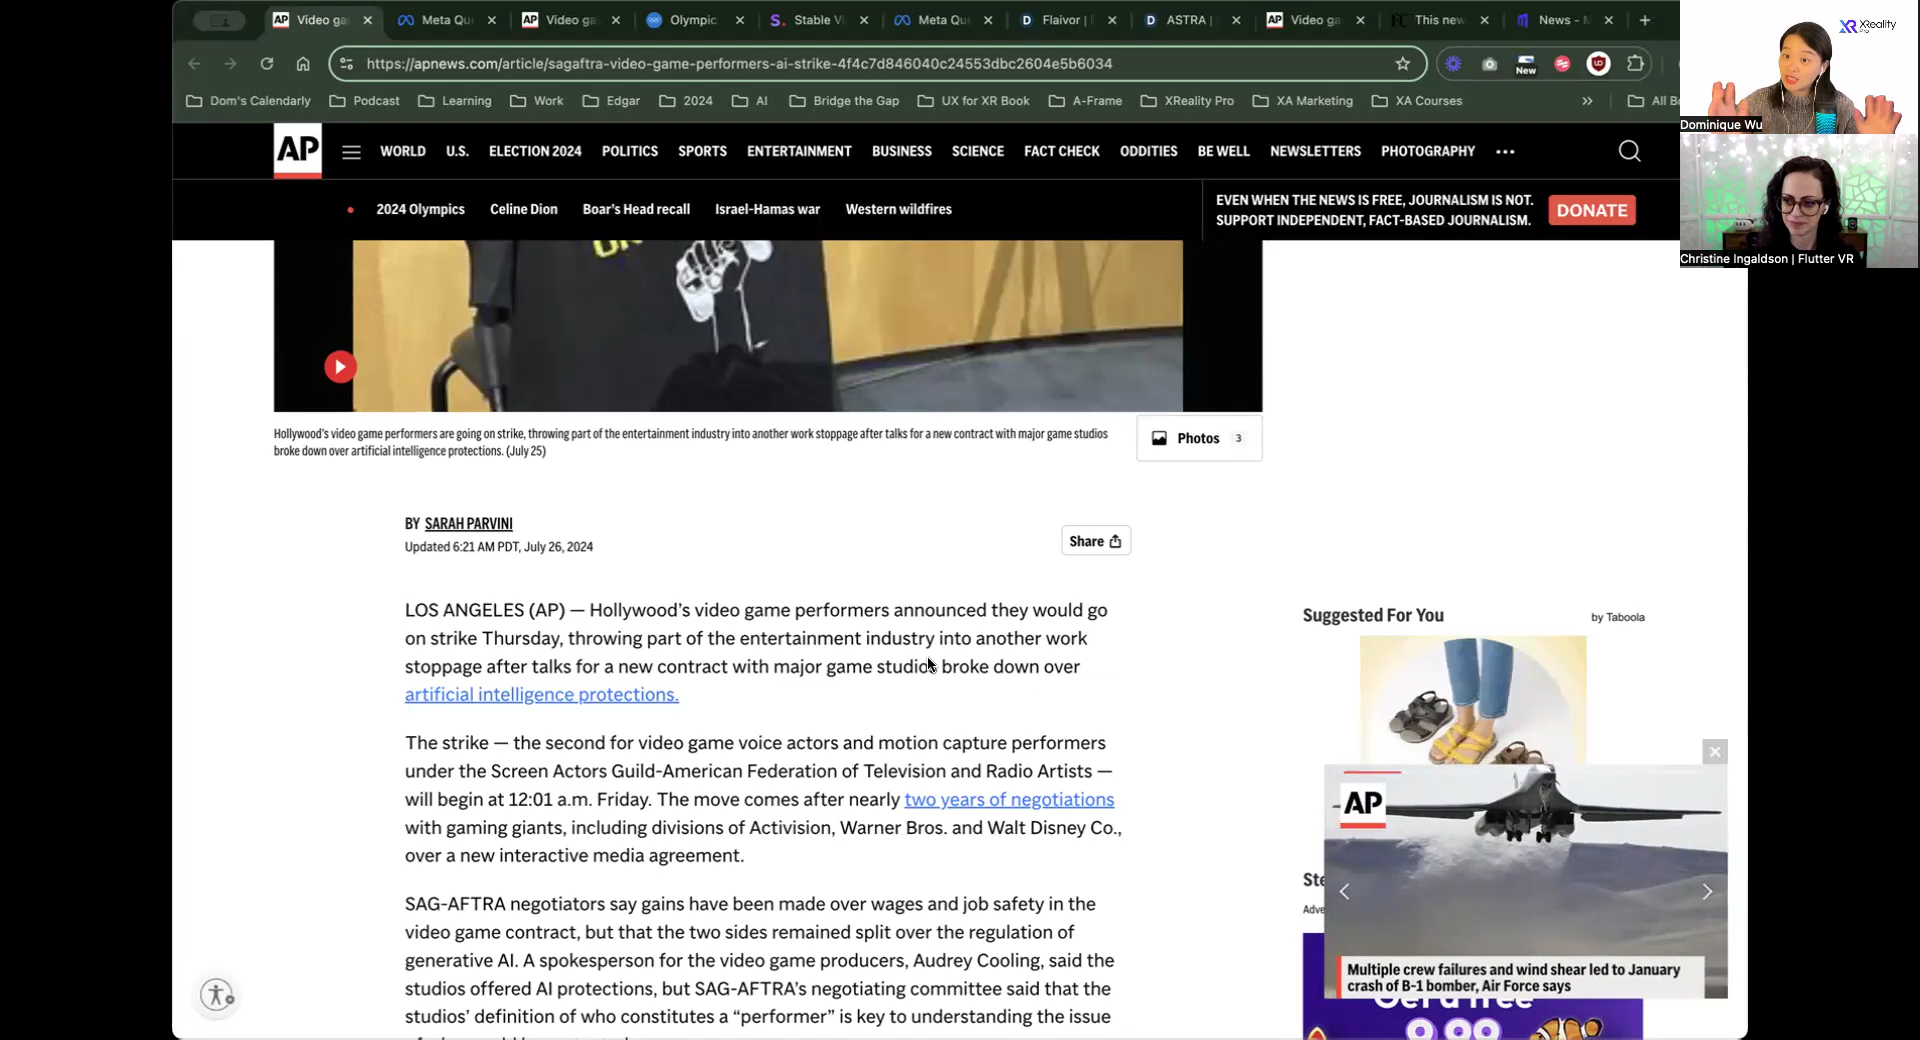 AP Video ga
Meta Qu
AP Video ga
Olympic
S. Stable V
Meta Qu
D Flaivor |
D ASTRA |
AP Video ga
This new
News -
https://apnews.com/article/sagaftra-video-game-performers-ai-strike-4f4c7d846040c24553dbc2604e5b6034
New
Dom's Calendarly
Podcast
Learning
Work
Edgar
2024
AI
Bridge the Gap
UX for XR Book
A-Frame
XReality Pro
XA Marketing
XA Courses
»
All B
XReality
Pro
Dominique Wu
Christine Ingaldson | Flutter VR
AP
WORLD
U.S.
ELECTION 2024
POLITICS
SPORTS
ENTERTAINMENT
BUSINESS
SCIENCE
FACT CHECK
ODDITIES
BE WELL
NEWSLETTERS
PHOTOGRAPHY
2024 Olympics
Celine Dion
Boar's Head recall
Israel-Hamas war
Western wildfires
EVEN WHEN THE NEWS IS FREE, JOURNALISM IS NOT.
SUPPORT INDEPENDENT, FACT-BASED JOURNALISM.
DONATE
Hollywood's video game performers are going on strike, throwing part of the entertainment industry into another work stoppage after talks for a new contract with major game studios
broke down over artificial intelligence protections. (July 25)
Photos 3
BY SARAH PARVINI
Updated 6:21 AM PDT, July 26, 2024
Share
LOS ANGELES (AP) — Hollywood's video game performers announced they would go
on strike Thursday, throwing part of the entertainment industry into another work
stoppage after talks for a new contract with major game studios broke down over
artificial intelligence protections.
The strike — the second for video game voice actors and motion capture performers
under the Screen Actors Guild-American Federation of Television and Radio Artists —
will begin at 12:01 a.m. Friday. The move comes after nearly two years of negotiations
with gaming giants, including divisions of Activision, Warner Bros. and Walt Disney Co.,
over a new interactive media agreement.
SAG-AFTRA negotiators say gains have been made over wages and job safety in the
video game contract, but that the two sides remained split over the regulation of
generative AI. A spokesperson for the video game producers, Audrey Cooling, said the
studios offered AI protections, but SAG-AFTRA's negotiating committee said that the
studios' definition of who constitutes a “performer” is key to understanding the issue
Suggested For You
by Taboola
Ste
Adve
AP
Multiple crew failures and wind shear led to January
crash of B-1 bomber, Air Force says